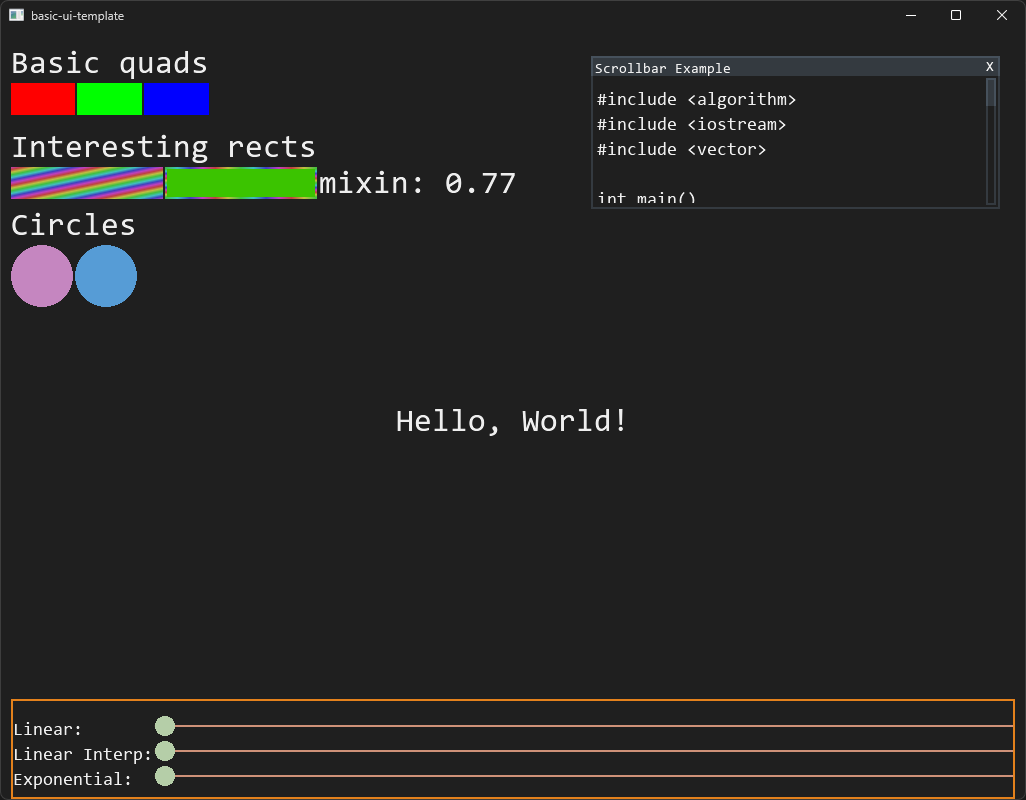 basic-ui-template
Basic quads
Interesting rects
mixin: 0.77
Circles
Scrollbar Example X
#include <algorithm>
#include <iostream>
#include <vector>
int main()
Hello, World!
Linear:
Linear Interp:
Exponential: